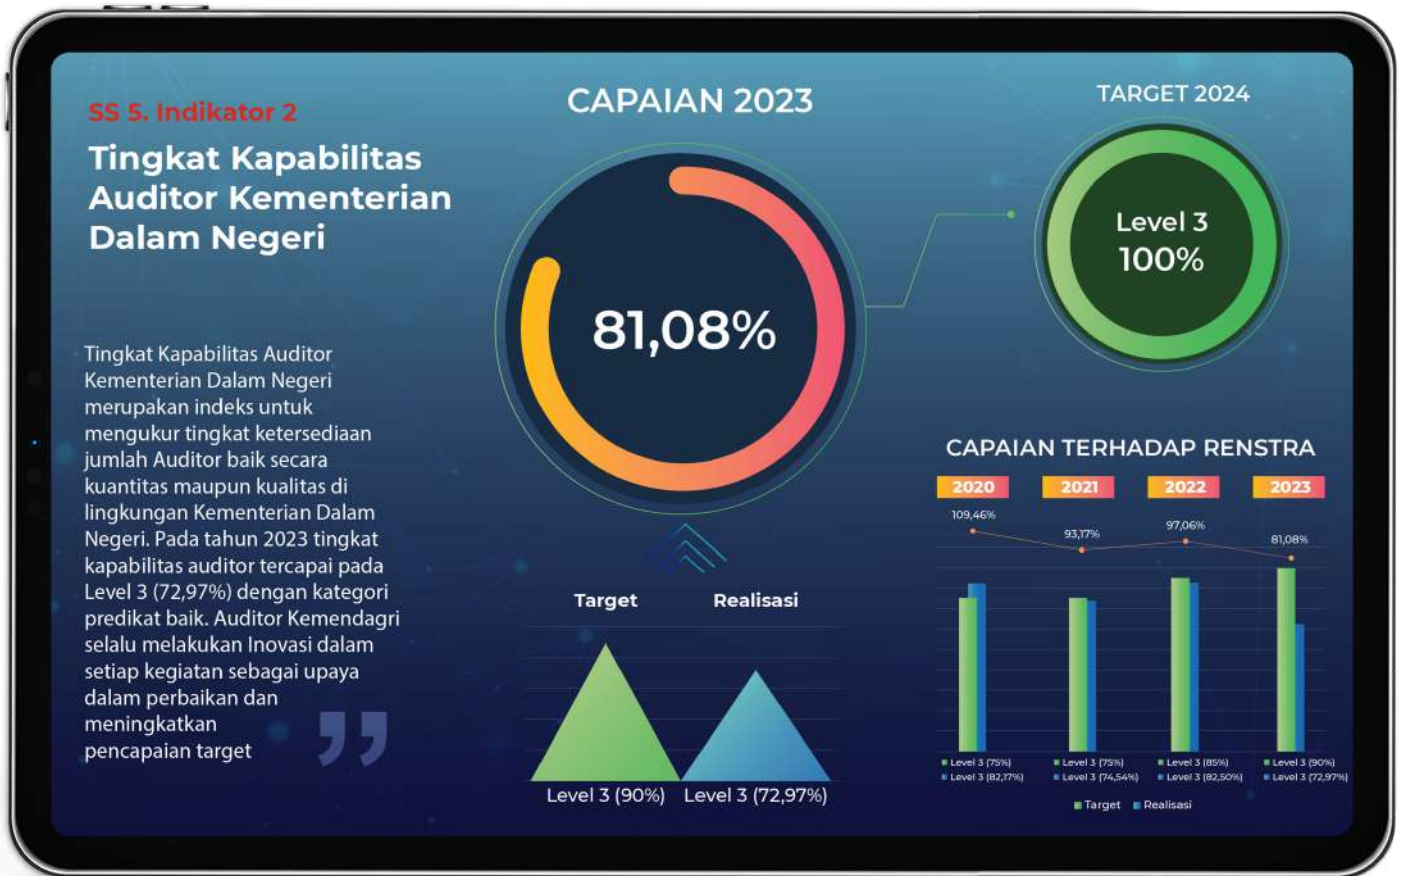 SS 5. Indikator 2
Tingkat Kapabilitas
Auditor Kementerian
Dalam Negeri
Tingkat Kapabilitas Auditor
Kementerian Dalam Negeri
merupakan indeks untuk
mengukur tingkat ketersediaan
jumlah Auditor baik secara
kuantitas maupun kualitas di
lingkungan Kementerian Dalam
Negeri. Pada tahun 2023 tingkat
kapabilitas auditor tercapai pada
Level 3 (72,97%) dengan kategori
predikat baik. Auditor Kemendagri
selalu melakukan Inovasi dalam
setiap kegiatan sebagai upaya
dalam perbaikan dan
meningkatkan
pencapaian target
”
CAPAIAN 2023
81,08%
Target Realisasi
Level 3 (90%) Level 3 (72,97%)
TARGET 2024
Level 3
100%
CAPAIAN TERHADAP RENSTRA
2020 2021 2022 2023
109,46% 93,17% 97,06% 81,08%
Level 3 (75%) Level 3 (75%) Level 3 (85%) Level 3 (90%)
Level 3 (82,17%) Level 3 (74,54%) Level 3 (82,50%) Level 3 (72,97%)
Target Realisasi